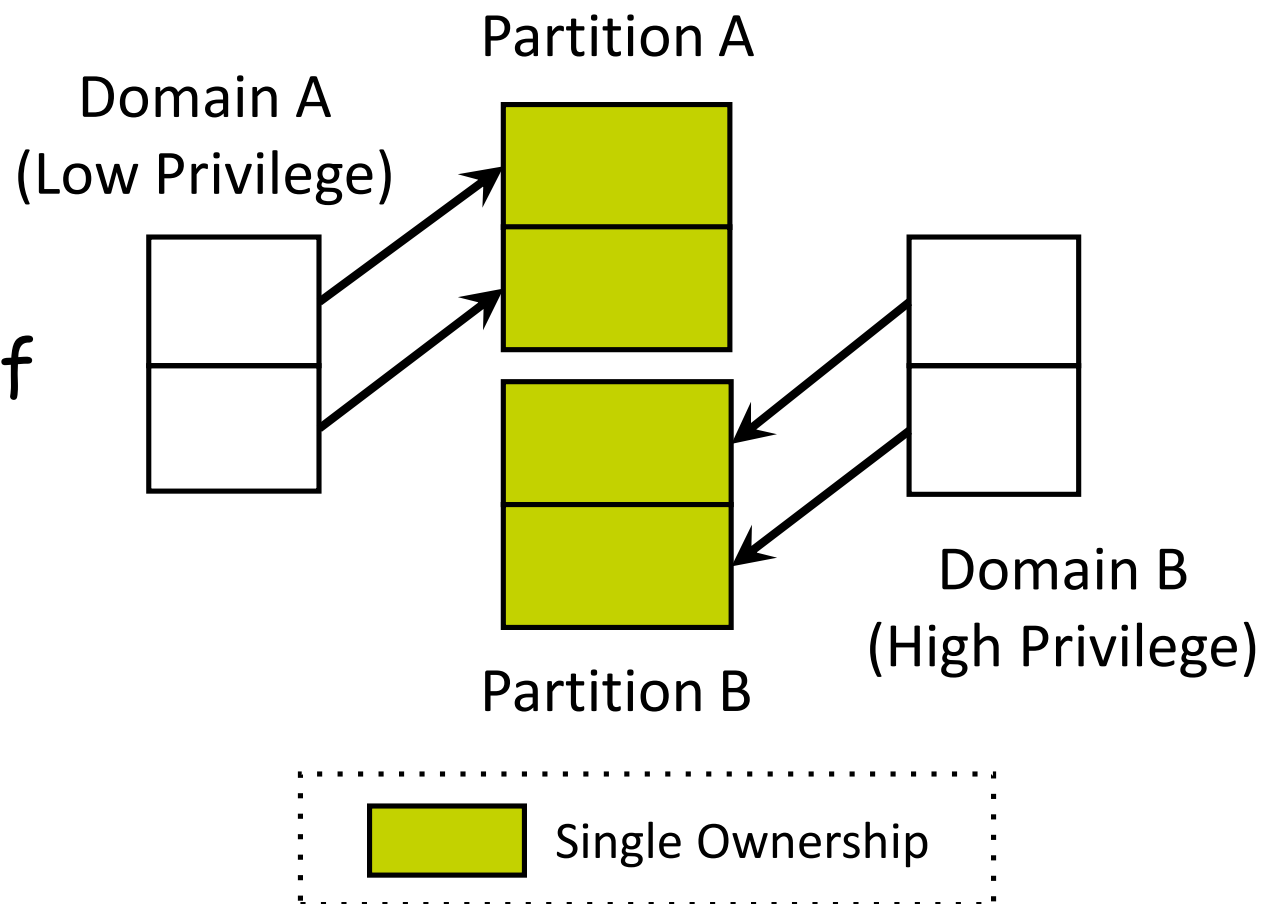 Partition A
Domain A
(Low Privilege)
f
Domain B
(High Privilege)
Partition B
Single Ownership